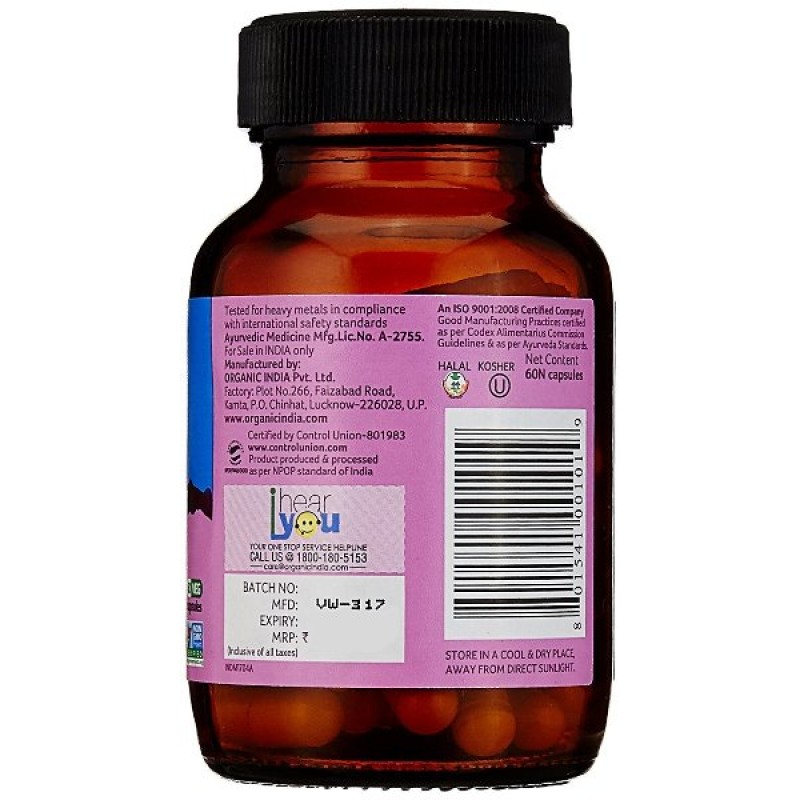 Tested for heavy metals in compliance
with international safety standards
Ayurvedic Medicine Mfg.Lic.No. A-2755.
For Sale in INDIA only
Manufactured by:
ORGANIC INDIA Pvt. Ltd.
Factory: Plot No.266, Faizabad Road,
Kamta, P.O. Chinhat, Lucknow-226028, U.P.
www.organicindia.com
Certified by Control Union-801983
www.controlunion.com
Product produced & processed
as per NPOP standard of India
i hear
you
YOUR ONE STOP SERVICE HELPLINE
CALL US @ 1800-180-5153
care@organicindia.com
BATCH NO:
MFD: VW-317
EXPIRY:
MRP: ₹
(Inclusive of all taxes)
An ISO 9001:2008 Certified Company
Good Manufacturing Practices certified
as per Codex Alimentarius Commission
Guidelines & as per Ayurveda Standards.
HALAL KOSHER
U
Net Content
60N capsules
8 01541 00101 9
STORE IN A COOL & DRY PLACE,
AWAY FROM DIRECT SUNLIGHT.
VEG